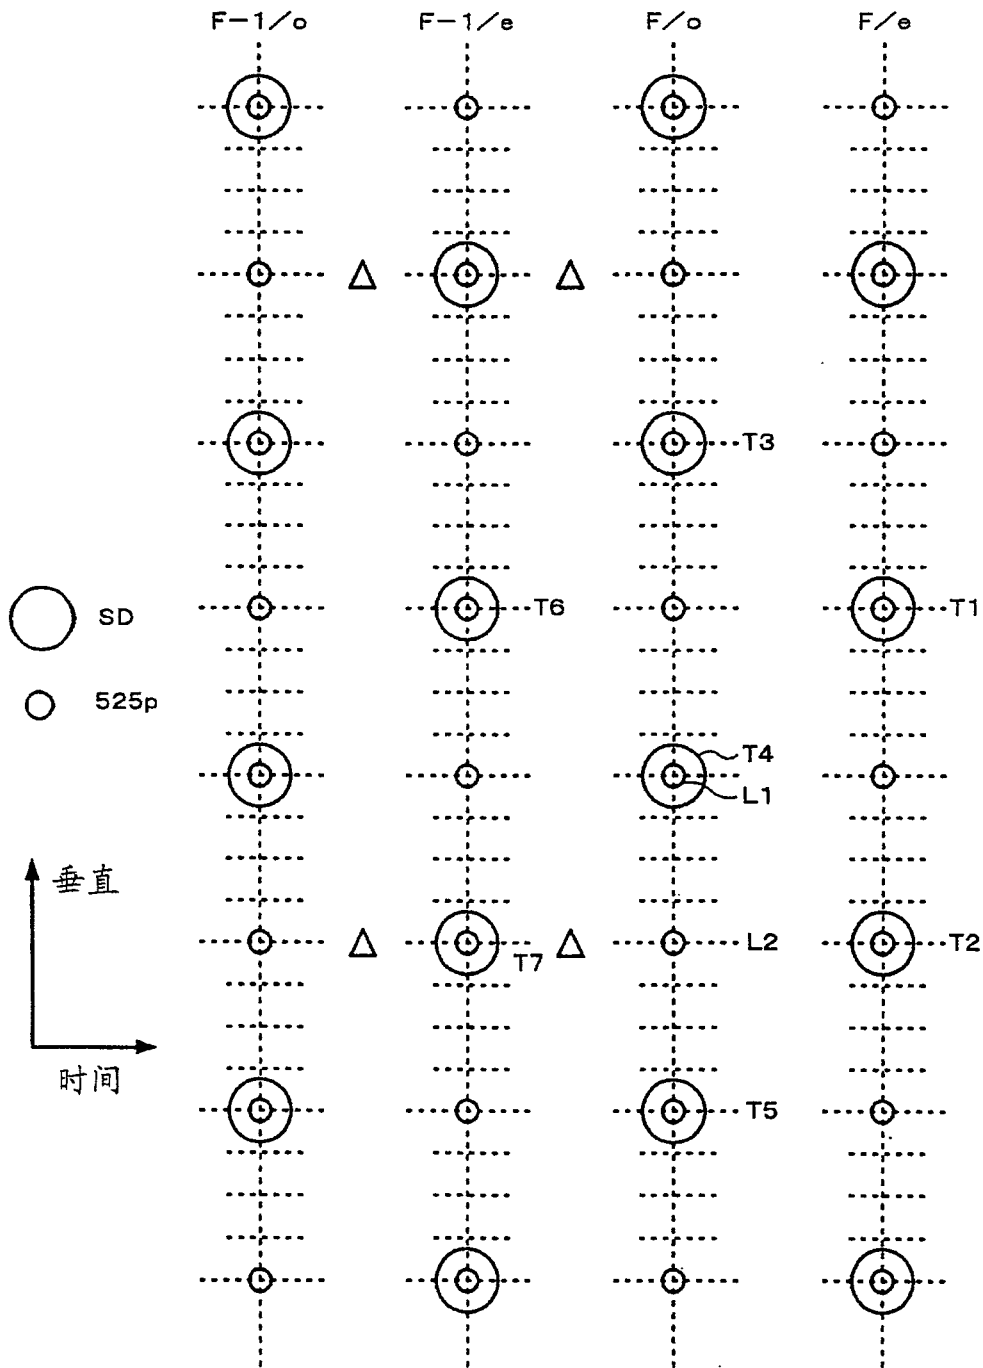 F-1/o F-1/e F/o F/e
T3
SD
T6
T1
525p
T4
L1
垂直
T7
L2
T2
时间
T5